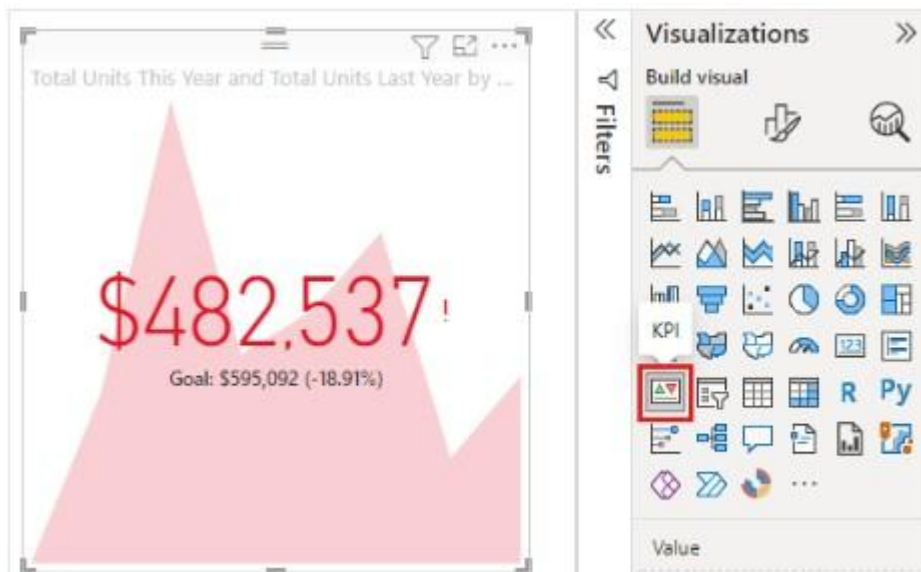 Total Units This Year and Total Units Last Year by ...
$482,537!
Goal: $595,092 (-18.91%)
Filters
Visualizations
Build visual
KPI
123
R Py
Value